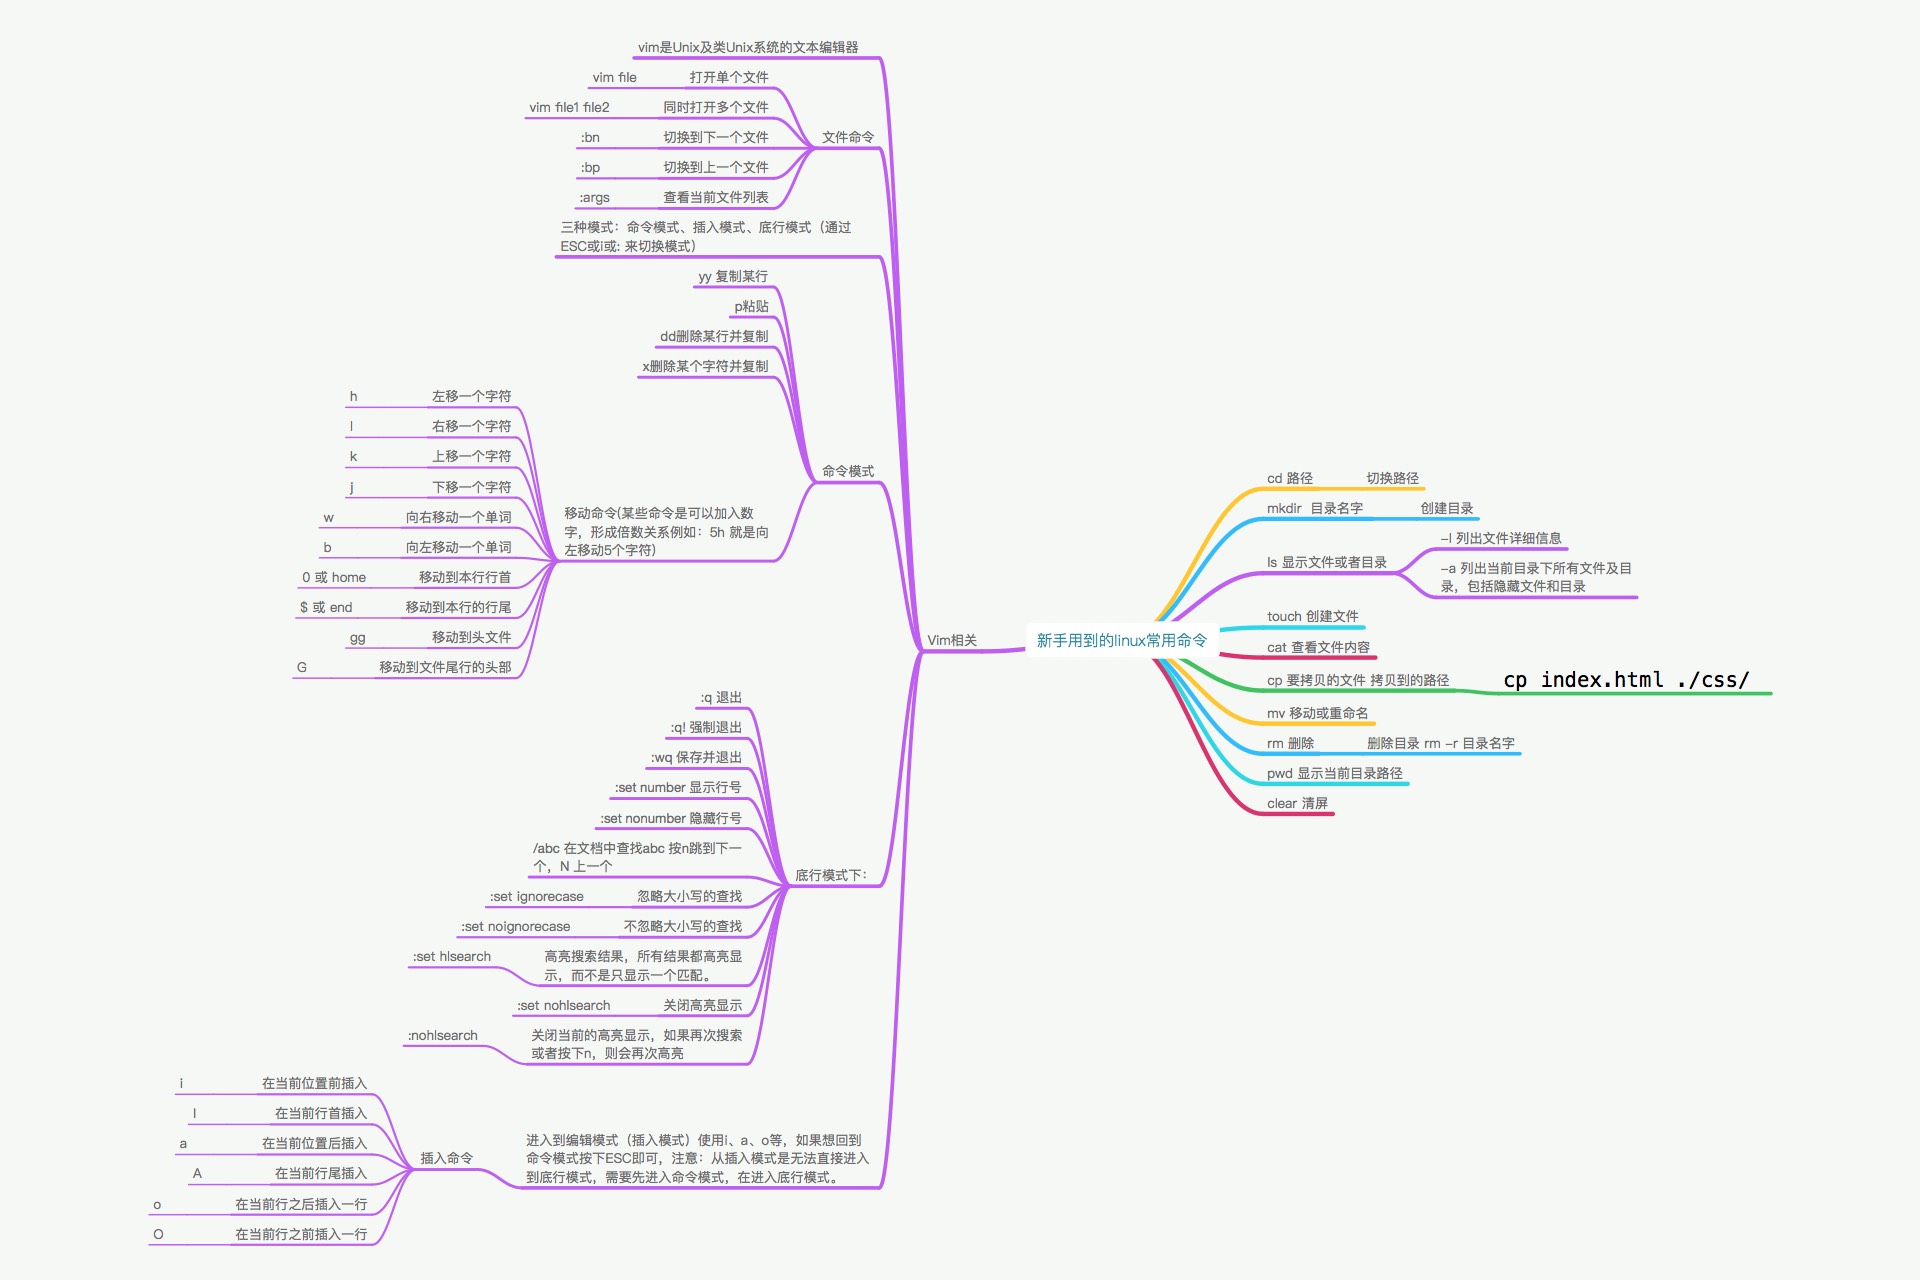 vim是Unix及类Unix系统的文本编辑器
vim file 打开单个文件
vim file1 file2 同时打开多个文件
:bn 切换到下一个文件
:bp 切换到上一个文件
:args 查看当前文件列表
文件命令
三种模式：命令模式、插入模式、底行模式（通过
ESC或i或: 来切换模式）
yy 复制某行
p粘贴
dd删除某行并复制
x删除某个字符并复制
命令模式
h 左移一个字符
l 右移一个字符
k 上移一个字符
j 下移一个字符
w 向右移动一个单词
b 向左移动一个单词
0 或 home 移动到本行行首
$ 或 end 移动到本行的行尾
gg 移动到头文件
G 移动到文件尾行的头部
移动命令(某些命令是可以加入数
字，形成倍数关系例如：5h 就是向
左移动5个字符)
Vim相关
:q 退出
:q! 强制退出
:wq 保存并退出
:set number 显示行号
:set nonumber 隐藏行号
/abc 在文档中查找abc 按n跳到下一
个，N 上一个
:set ignorecase 忽略大小写的查找
:set noignorecase 不忽略大小写的查找
:set hlsearch 高亮搜索结果，所有结果都高亮显
示，而不是只显示一个匹配。
:set nohlsearch 关闭高亮显示
:nohlsearch 关闭当前的高亮显示，如果再次搜索
或者按下n，则会再次高亮
底行模式下：
i 在当前位置前插入
I 在当前行首插入
a 在当前位置后插入
A 在当前行尾插入
o 在当前行之后插入一行
O 在当前行之前插入一行
插入命令
进入到编辑模式（插入模式）使用i、a、o等，如果想回到
命令模式按下ESC即可，注意：从插入模式是无法直接进入
到底行模式，需要先进入命令模式，在进入底行模式。
新手用到的linux常用命令
cd 路径 切换路径
mkdir 目录名字 创建目录
ls 显示文件或者目录
-l 列出文件详细信息
-a 列出当前目录下所有文件及目
录，包括隐藏文件和目录
touch 创建文件
cat 查看文件内容
cp 要拷贝的文件 拷贝到的路径 cp index.html ./css/
mv 移动或重命名
rm 删除 删除目录 rm -r 目录名字
pwd 显示当前目录路径
clear 清屏